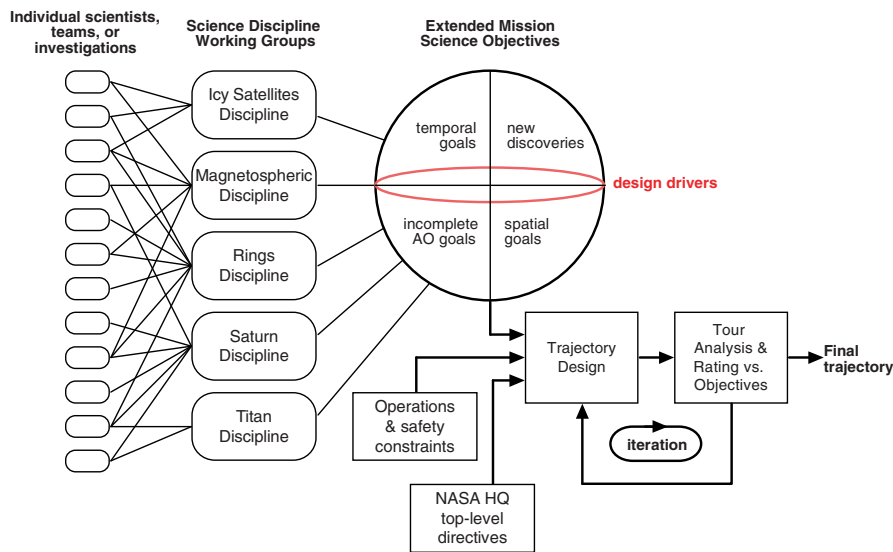 Individual scientists,
teams, or
investigations
Science Discipline
Working Groups
Extended Mission
Science Objectives
Icy Satellites
Discipline
Magnetospheric
Discipline
Rings
Discipline
Saturn
Discipline
Titan
Discipline
temporal
goals
new
discoveries
design drivers
incomplete
AO goals
spatial
goals
Trajectory
Design
Tour
Analysis &
Rating vs.
Objectives
Final
trajectory
Operations
& safety
constraints
iteration
NASA HQ
top-level
directives